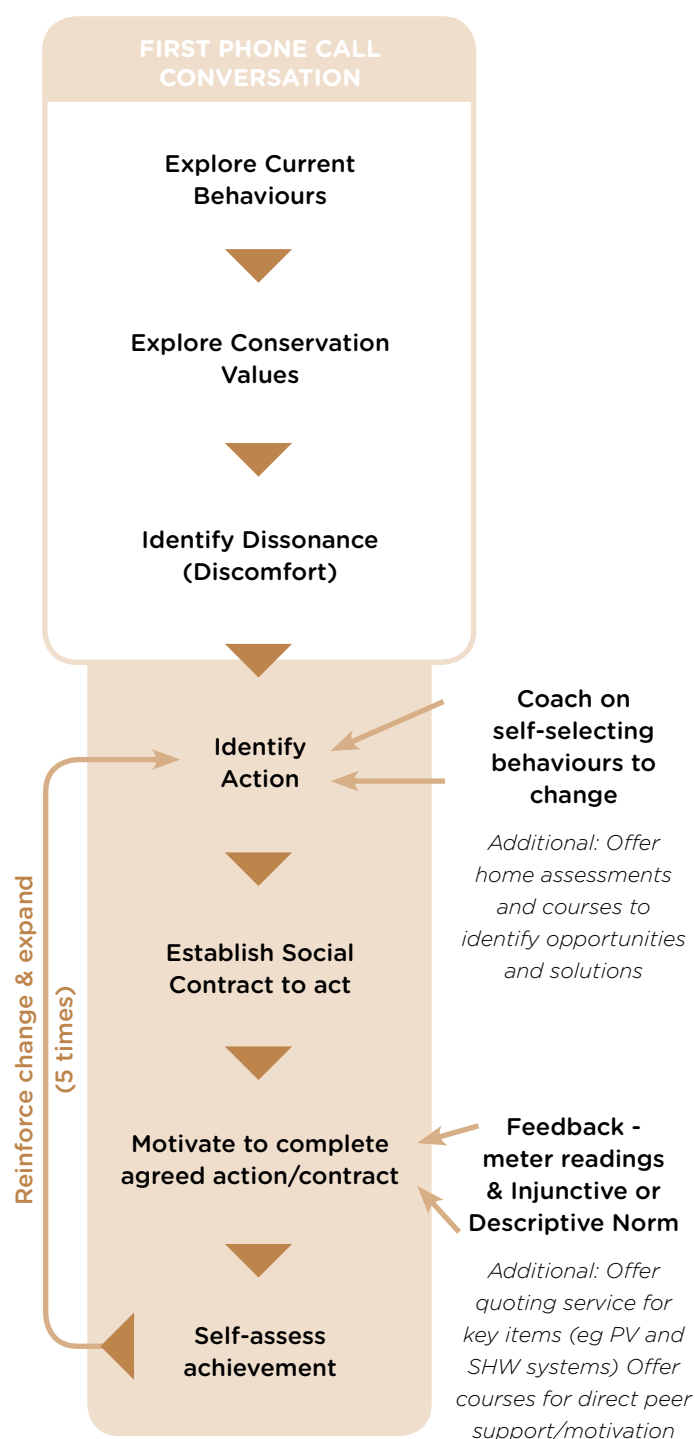 FIRST PHONE CALL
CONVERSATION
Explore Current
Behaviours
Explore Conservation
Values
Identify Dissonance
(Discomfort)
Identify
Action
Coach on
self-selecting
behaviours to
change
Additional: Offer
home assessments
and courses to
identify opportunities
and solutions
Establish Social
Contract to act
Reinforce change & expand
(5 times)
Motivate to complete
agreed action/contract
Feedback -
meter readings
& Injunctive or
Descriptive Norm
Additional: Offer
quoting service for
key items (eg PV and
SHW systems) Offer
courses for direct peer
support/motivation
Self-assess
achievement